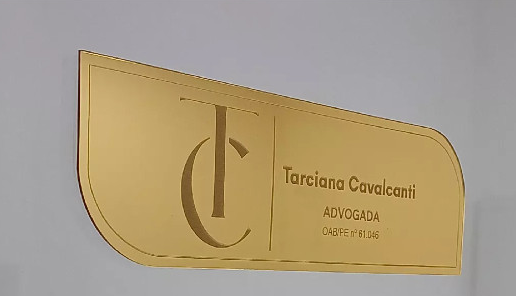 TC
Tarciana Cavalcanti
ADVOGADA
OAB/PE nº 61.046